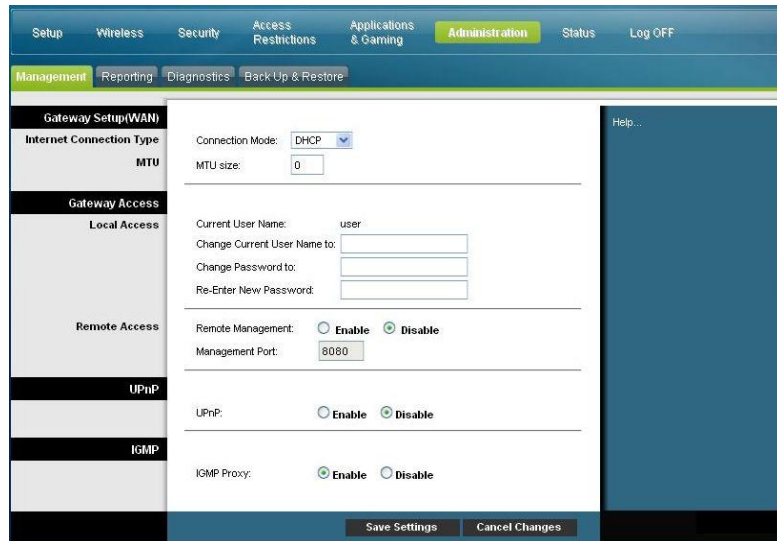 Setup Wireless Security Access Restrictions Applications & Gaming Administration Status Log OFF
Management Reporting Diagnostics Back Up & Restore
Gateway Setup(WAN)
Help...
Internet Connection Type Connection Mode: DHCP
MTU MTU size: 0
Gateway Access
Local Access Current User Name: user
Change Current User Name to:
Change Password to:
Re-Enter New Password:
Remote Access Remote Management: Enable Disable
Management Port: 8080
UPnP
UPnP: Enable Disable
IGMP
IGMP Proxy: Enable Disable
Save Settings Cancel Changes